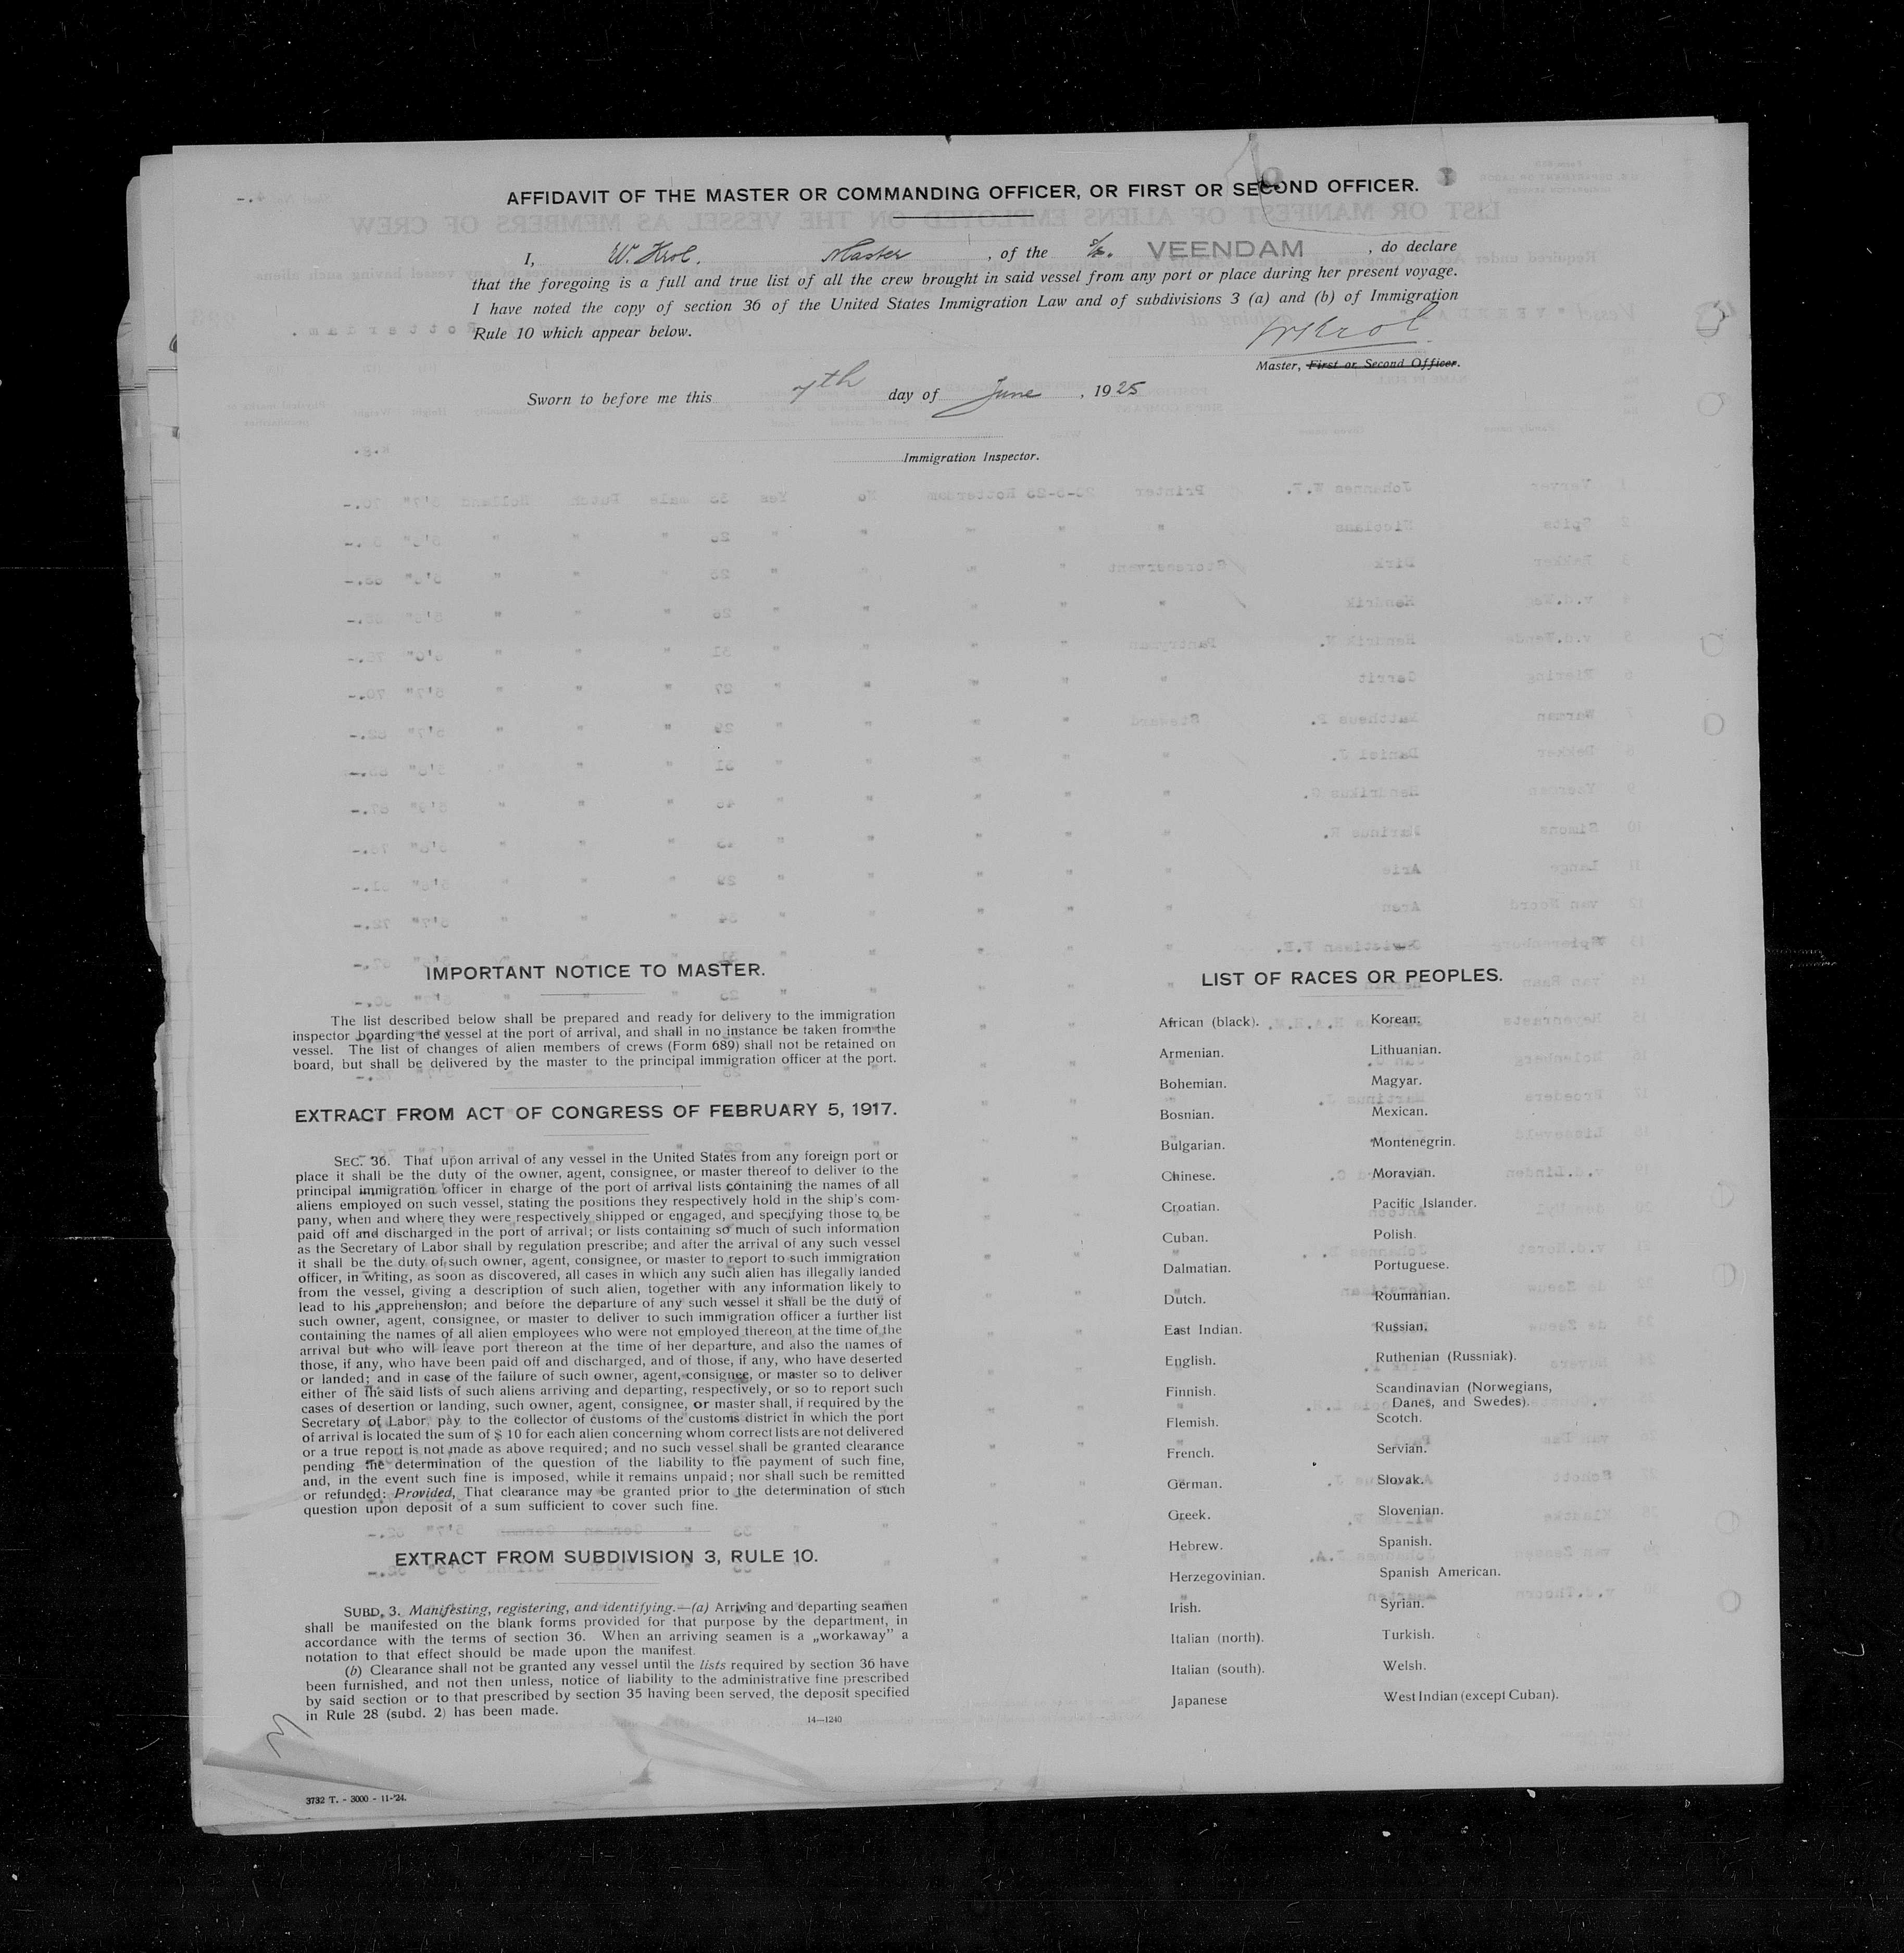 AFFIDAVIT OF THE MASTER OR COMMANDING OFFICER, OR FIRST OR SECOND OFFICER.
I, W. Krol. Master, of the s/s. VEENDAM, do declare
that the foregoing is a full and true list of all the crew brought in said vessel from any port or place during her present voyage.
I have noted the copy of section 36 of the United States Immigration Law and of subdivisions 3 (a) and (b) of Immigration
Rule 10 which appear below.
WKrol
Master, First or Second Officer.
Sworn to before me this 7th day of June, 1925
Immigration Inspector.
IMPORTANT NOTICE TO MASTER.
The list described below shall be prepared and ready for delivery to the immigration
inspector boarding the vessel at the port of arrival, and shall in no instance be taken from the
vessel. The list of changes of alien members of crews (Form 689) shall not be retained on
board, but shall be delivered by the master to the principal immigration officer at the port.
EXTRACT FROM ACT OF CONGRESS OF FEBRUARY 5, 1917.
SEC. 36. That upon arrival of any vessel in the United States from any foreign port or
place it shall be the duty of the owner, agent, consignee, or master thereof to deliver to the
principal immigration officer in charge of the port of arrival lists containing the names of all
aliens employed on such vessel, stating the positions they respectively hold in the ship's com-
pany, when and where they were respectively shipped or engaged, and specifying those to be
paid off and discharged in the port of arrival; or lists containing so much of such information
as the Secretary of Labor shall by regulation prescribe; and after the arrival of any such vessel
it shall be the duty of such owner, agent, consignee, or master to report to such immigration
officer, in writing, as soon as discovered, all cases in which any such alien has illegally landed
from the vessel, giving a description of such alien, together with any information likely to
lead to his apprehension; and before the departure of any such vessel it shall be the duty of
such owner, agent, consignee, or master to deliver to such immigration officer a further list
containing the names of all alien employees who were not employed thereon at the time of the
arrival but who will leave port thereon at the time of her departure, and also the names of
those, if any, who have been paid off and discharged, and of those, if any, who have deserted
or landed; and in case of the failure of such owner, agent, consignee, or master so to deliver
either of the said lists of such aliens arriving and departing, respectively, or so to report such
cases of desertion or landing, such owner, agent, consignee, or master shall, if required by the
Secretary of Labor, pay to the collector of customs of the customs district in which the port
of arrival is located the sum of $ 10 for each alien concerning whom correct lists are not delivered
or a true report is not made as above required; and no such vessel shall be granted clearance
pending the determination of the question of the liability to the payment of such fine,
and, in the event such fine is imposed, while it remains unpaid; nor shall such be remitted
or refunded: Provided, That clearance may be granted prior to the determination of such
question upon deposit of a sum sufficient to cover such fine.
EXTRACT FROM SUBDIVISION 3, RULE 10.
SUBD. 3. Manifesting, registering, and identifying.—(a) Arriving and departing seamen
shall be manifested on the blank forms provided for that purpose by the department, in
accordance with the terms of section 36. When an arriving seamen is a „workaway" a
notation to that effect should be made upon the manifest.
(b) Clearance shall not be granted any vessel until the lists required by section 36 have
been furnished, and not then unless, notice of liability to the administrative fine prescribed
by said section or to that prescribed by section 35 having been served, the deposit specified
in Rule 28 (subd. 2) has been made.
14—1240
3732 T. - 3000 - 11-'24.
LIST OF RACES OR PEOPLES.
African (black).
Armenian.
Bohemian.
Bosnian.
Bulgarian.
Chinese.
Croatian.
Cuban.
Dalmatian.
Dutch.
East Indian.
English.
Finnish.
Flemish.
French.
German.
Greek.
Hebrew.
Herzegovinian.
Irish.
Italian (north).
Italian (south).
Japanese
Korean.
Lithuanian.
Magyar.
Mexican.
Montenegrin.
Moravian.
Pacific Islander.
Polish.
Portuguese.
Roumanian.
Russian.
Ruthenian (Russniak).
Scandinavian (Norwegians,
Danes, and Swedes).
Scotch.
Servian.
Slovak.
Slovenian.
Spanish.
Spanish American.
Syrian.
Turkish.
Welsh.
West Indian (except Cuban).